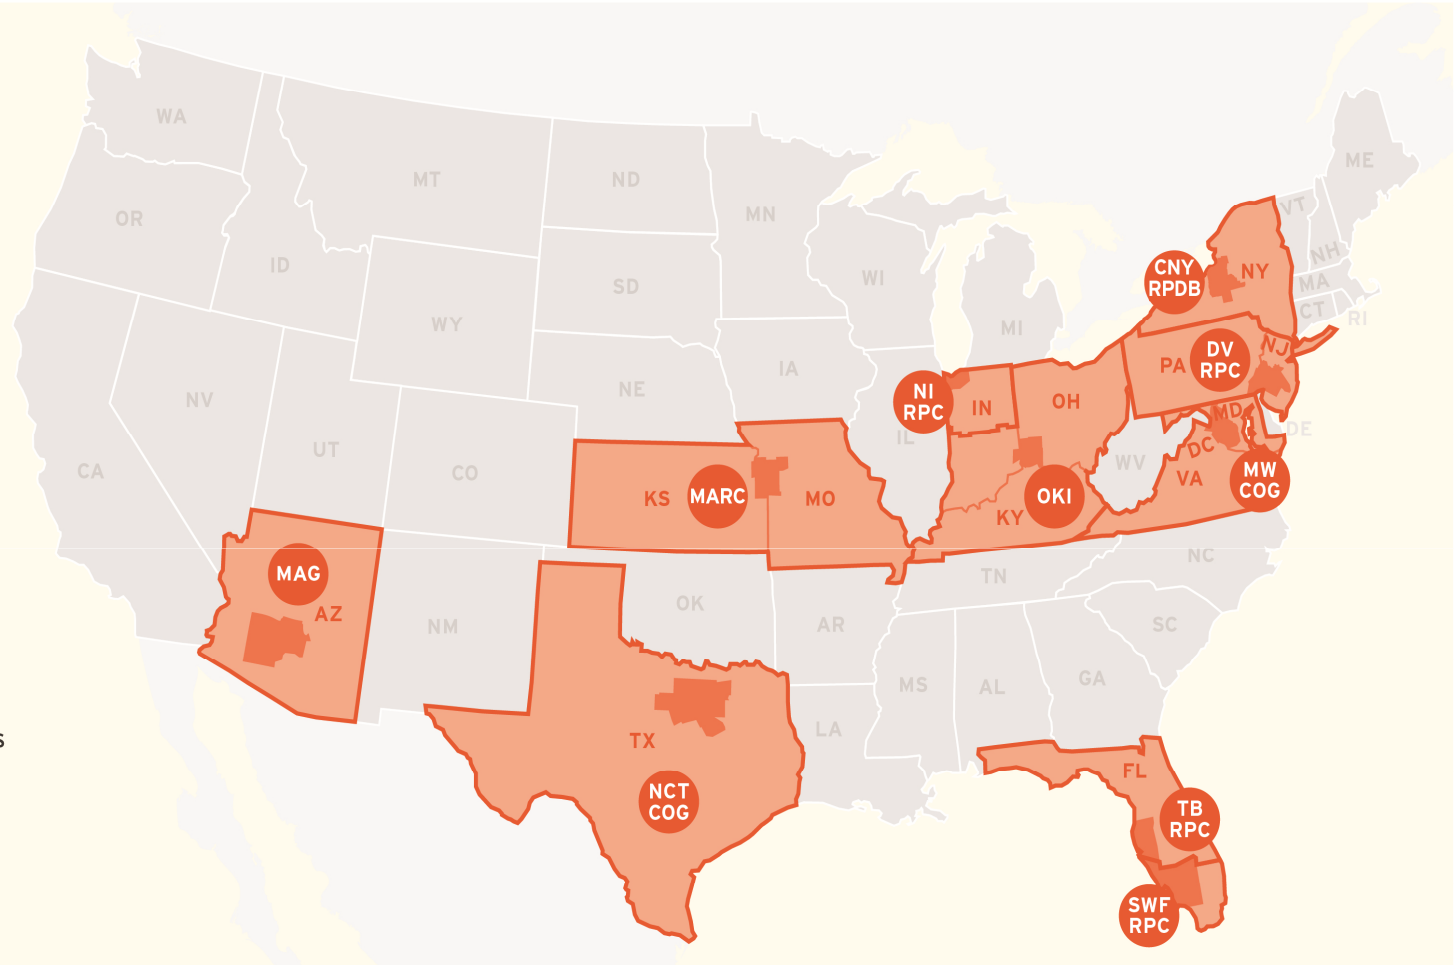 WA
ME
MT
ND
OR
MN
VT
NH
ID
WI
CNY
RPDB
NY
SD
MA
CT
RI
WY
MI
NJ
DV
RPC
PA
IA
NE
NV
NI
RPC
IN
OH
MD
IL
DE
UT
DC
CA
CO
WV
VA
MW
COG
KS
MARC
MO
OKI
KY
NC
MAG
TN
AZ
OK
NM
AR
SC
MS
AL
GA
LA
TX
S
FL
NCT
COG
TB
RPC
SWF
RPC